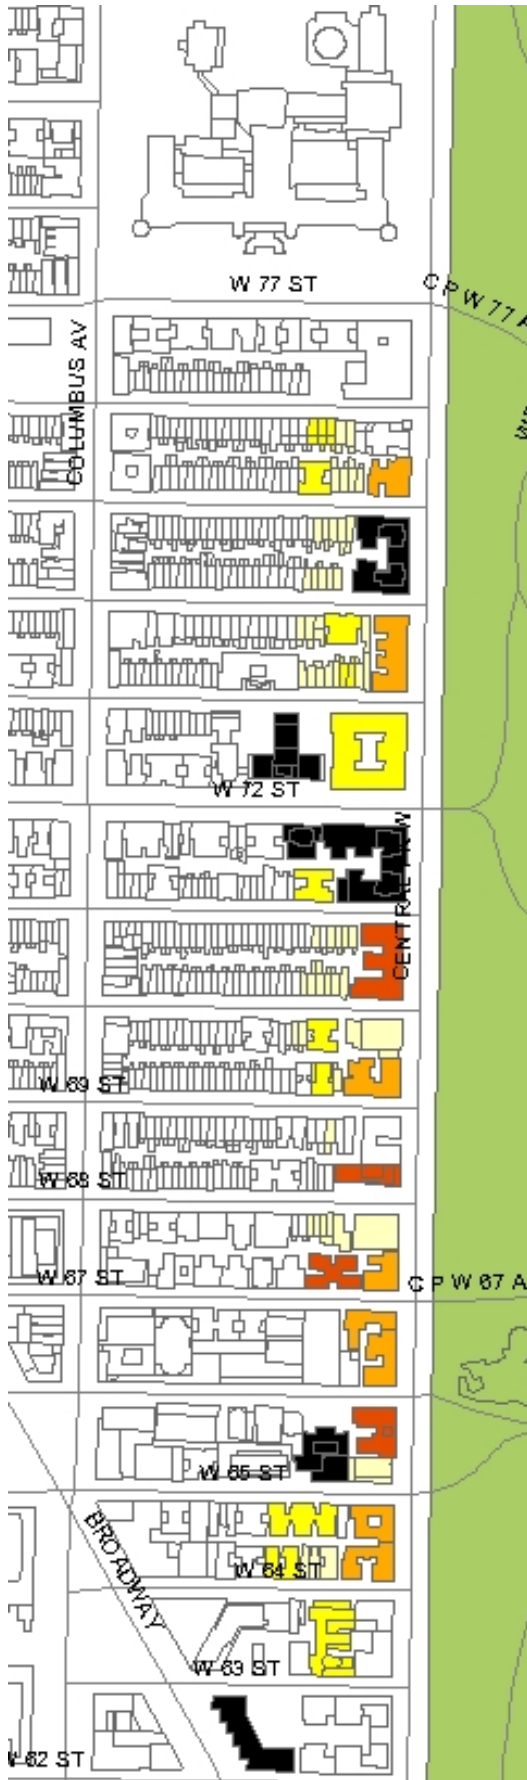 W 77 ST
C P W 77 A
COLUMBUS AV
W 72 ST
CENTRAL PK W
W 69 ST
W 68 ST
W 67 ST
C P W 67 A
W 65 ST
BROADWAY
W 64 ST
W 63 ST
W 62 ST